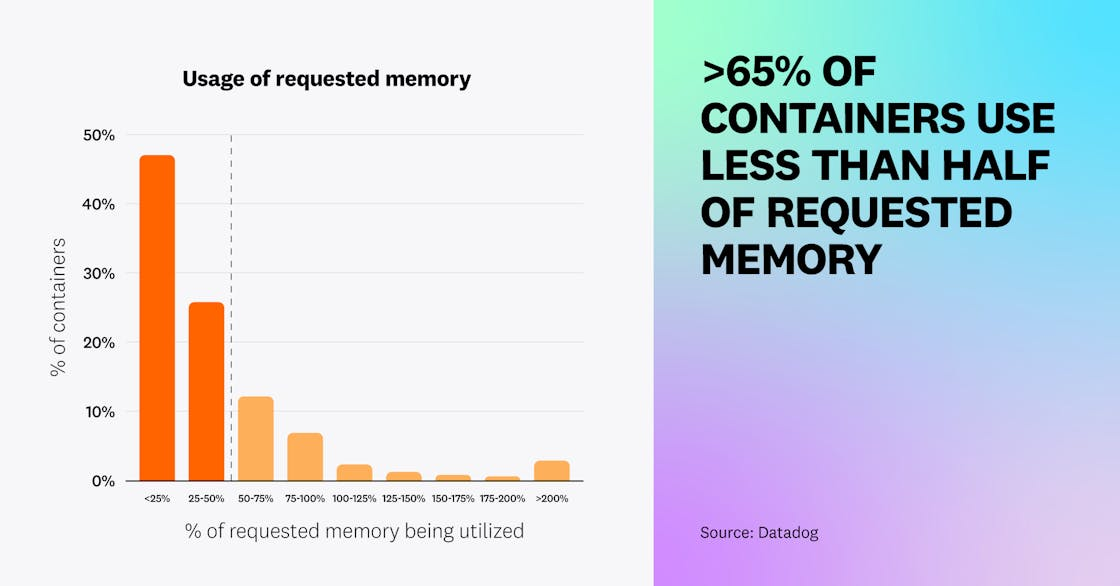 Usage of requested memory
50%
40%
30%
20%
10%
0%
% of containers
<25% 25-50% 50-75% 75-100% 100-125% 125-150% 150-175% 175-200% >200%
% of requested memory being utilized
>65% OF
CONTAINERS USE
LESS THAN HALF
OF REQUESTED
MEMORY
Source: Datadog